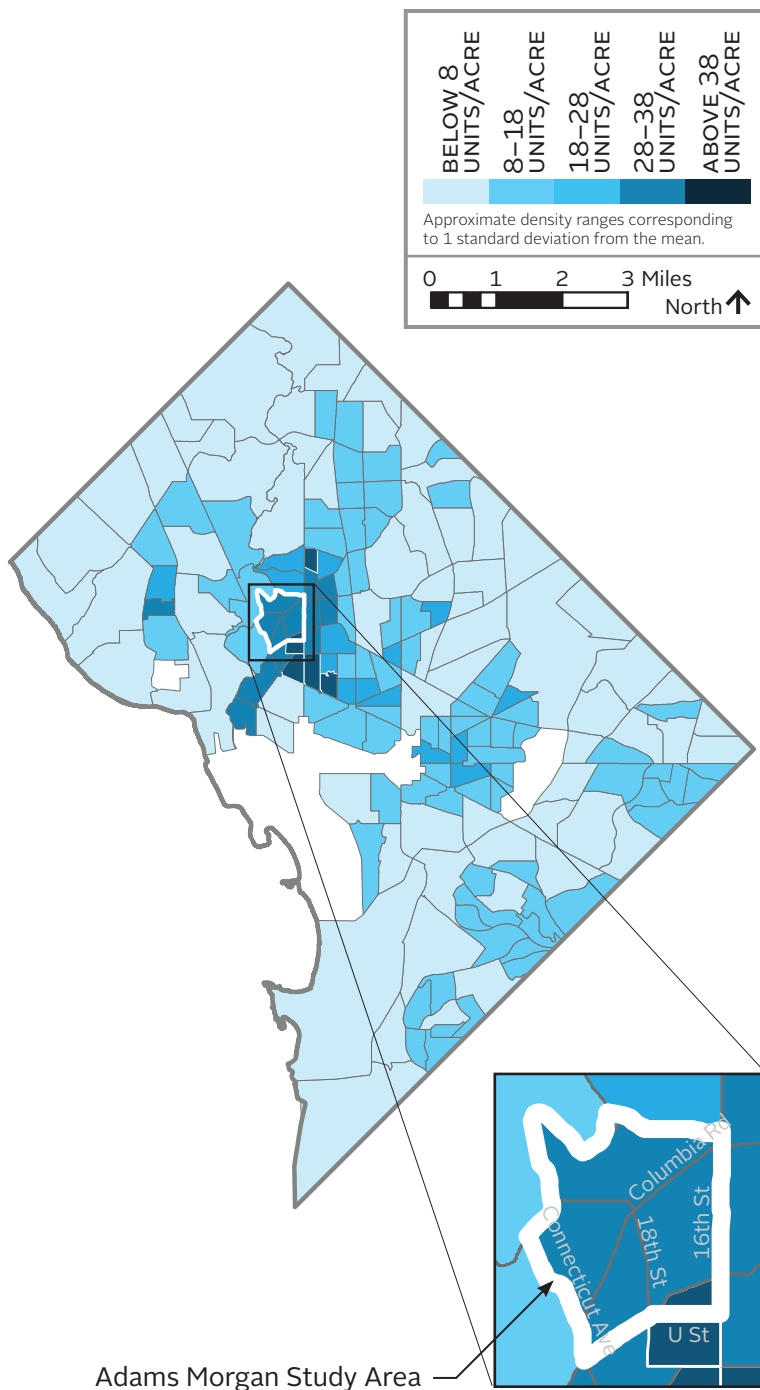 BELOW 8
UNITS/ACRE
8–18
UNITS/ACRE
18–28
UNITS/ACRE
28–38
UNITS/ACRE
ABOVE 38
UNITS/ACRE
Approximate density ranges corresponding
to 1 standard deviation from the mean.
0 1 2 3 Miles
North
Columbia Rd
16th St
18th St
Connecticut Ave
U St
Adams Morgan Study Area